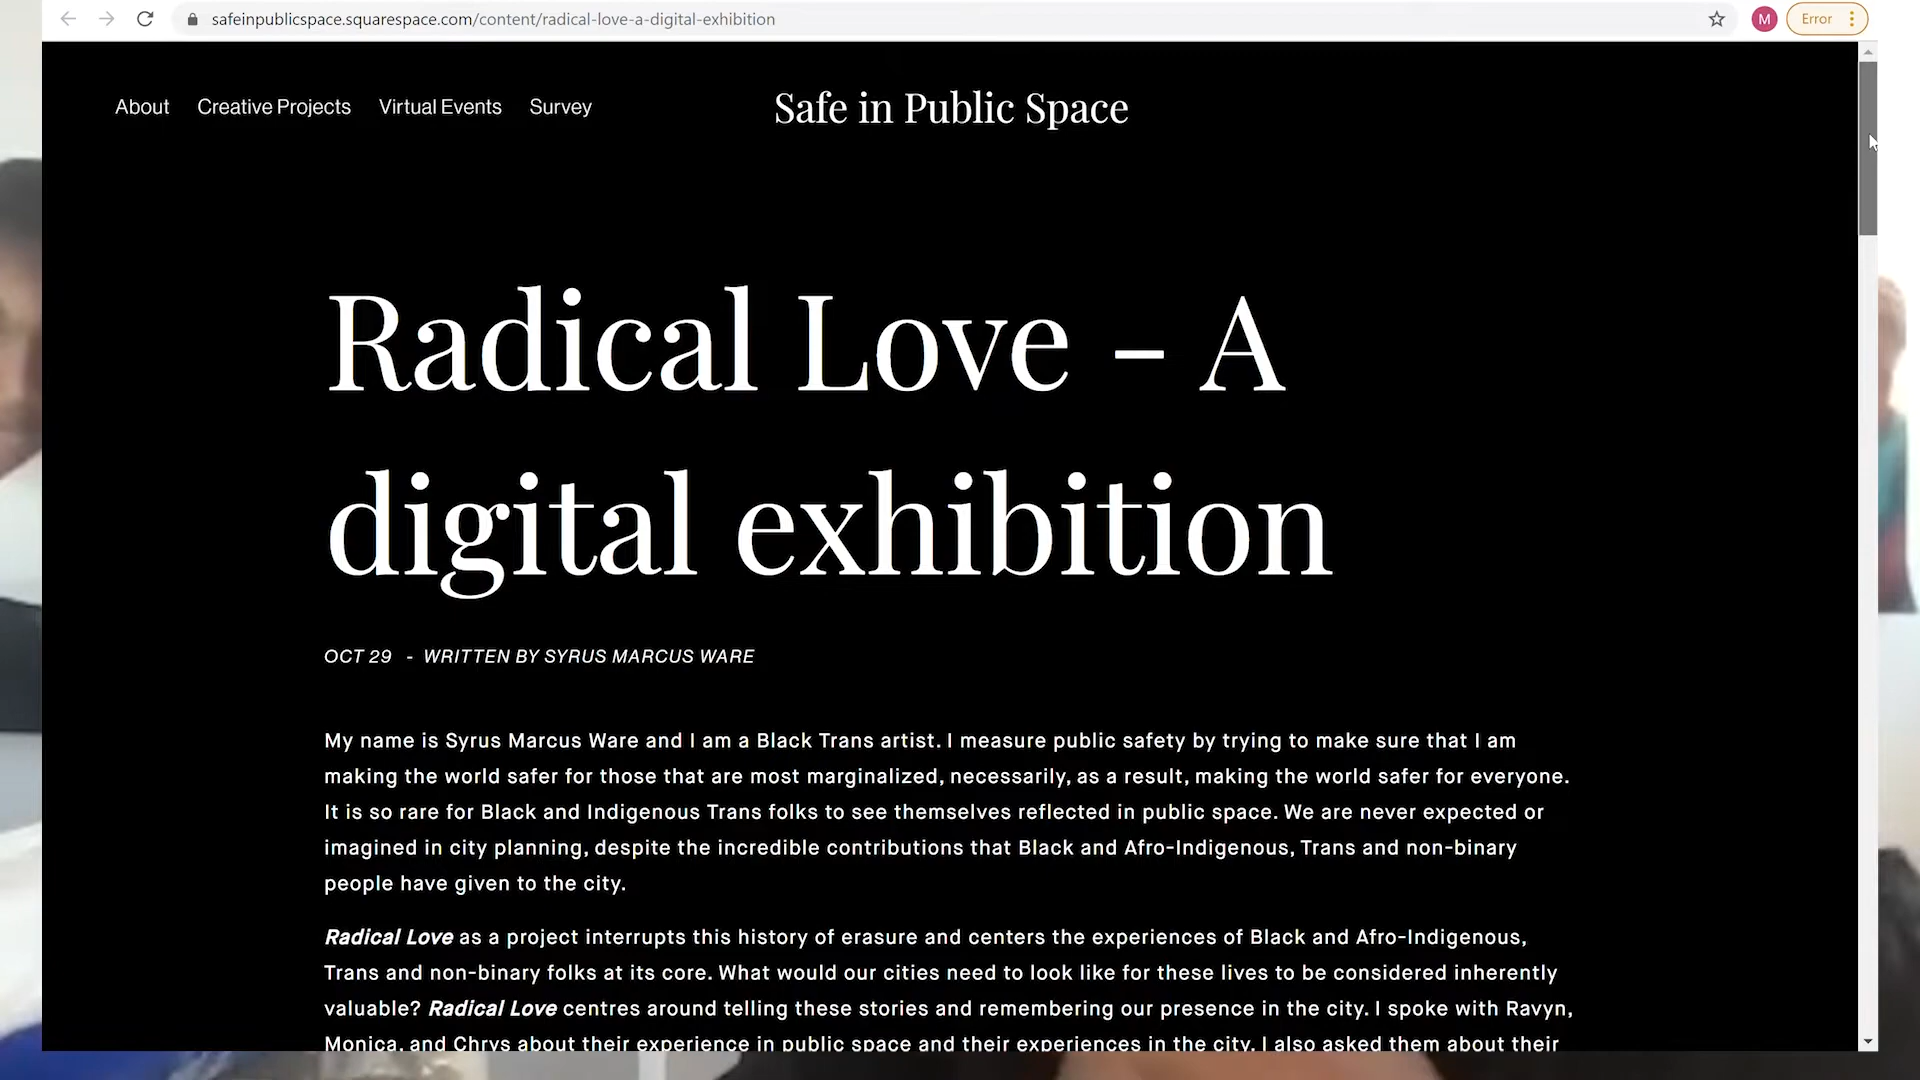 safeinpublicspace.squarespace.com/content/radical-love-a-digital-exhibition
M
Error
About Creative Projects Virtual Events Survey
Safe in Public Space
Radical Love – A
digital exhibition
OCT 29 - WRITTEN BY SYRUS MARCUS WARE
My name is Syrus Marcus Ware and I am a Black Trans artist. I measure public safety by trying to make sure that I am
making the world safer for those that are most marginalized, necessarily, as a result, making the world safer for everyone.
It is so rare for Black and Indigenous Trans folks to see themselves reflected in public space. We are never expected or
imagined in city planning, despite the incredible contributions that Black and Afro-Indigenous, Trans and non-binary
people have given to the city.
Radical Love as a project interrupts this history of erasure and centers the experiences of Black and Afro-Indigenous,
Trans and non-binary folks at its core. What would our cities need to look like for these lives to be considered inherently
valuable? Radical Love centres around telling these stories and remembering our presence in the city. I spoke with Ravyn,
Monica, and Chrys about their experience in public space and their experiences in the city. I also asked them about their